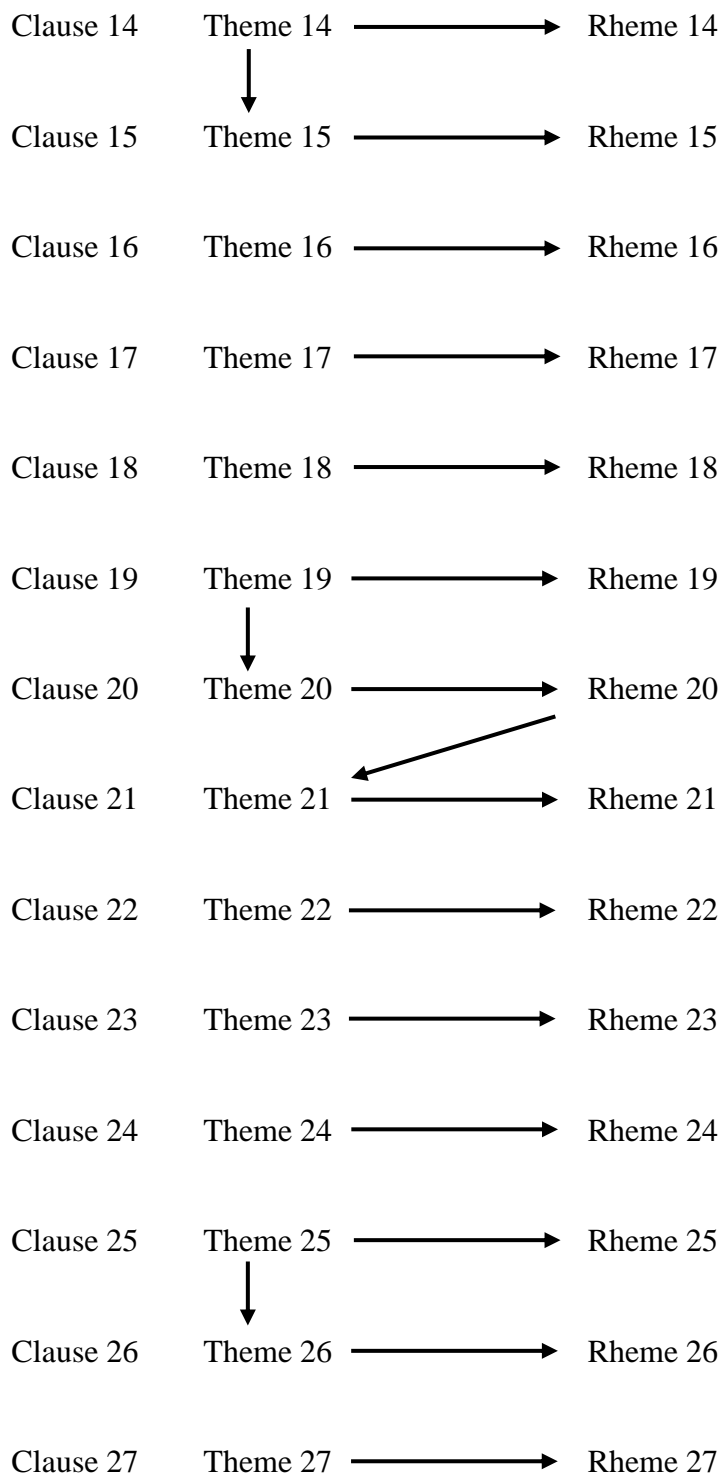 Clause 14 Theme 14 Rheme 14
Clause 15 Theme 15 Rheme 15
Clause 16 Theme 16 Rheme 16
Clause 17 Theme 17 Rheme 17
Clause 18 Theme 18 Rheme 18
Clause 19 Theme 19 Rheme 19
Clause 20 Theme 20 Rheme 20
Clause 21 Theme 21 Rheme 21
Clause 22 Theme 22 Rheme 22
Clause 23 Theme 23 Rheme 23
Clause 24 Theme 24 Rheme 24
Clause 25 Theme 25 Rheme 25
Clause 26 Theme 26 Rheme 26
Clause 27 Theme 27 Rheme 27